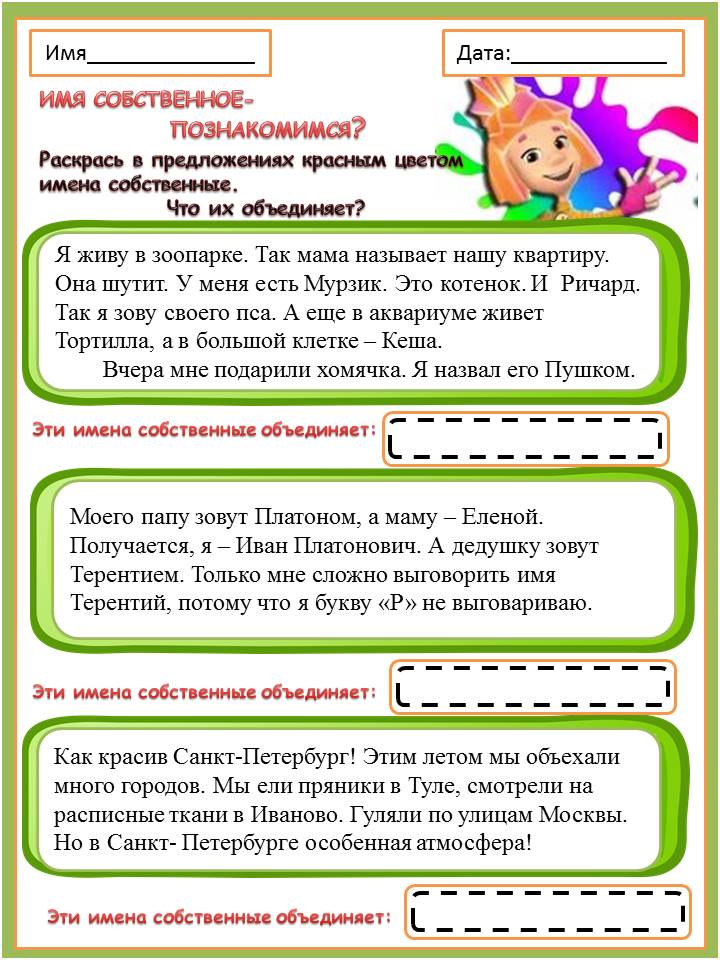 Имя______________
Дата:_____________
ИМЯ СОБСТВЕННОЕ-
ПОЗНАКОМИМСЯ?
Раскрась в предложениях красным цветом
имена собственные.
Что их объединяет?
Я живу в зоопарке. Так мама называет нашу квартиру.
Она шутит. У меня есть Мурзик. Это котенок. И  Ричард.
Так я зову своего пса. А еще в аквариуме живет
Тортилла, а в большой клетке – Кеша.
Вчера мне подарили хомячка. Я назвал его Пушком.
Эти имена собственные объединяет:
Моего папу зовут Платоном, а маму – Еленой.
Получается, я – Иван Платонович. А дедушку зовут
Терентием. Только мне сложно выговорить имя
Терентий, потому что я букву «Р» не выговариваю.
Эти имена собственные объединяет:
Как красив Санкт-Петербург! Этим летом мы объехали
много городов. Мы ели пряники в Туле, смотрели на
расписные ткани в Иваново. Гуляли по улицам Москвы.
Но в Санкт- Петербурге особенная атмосфера!
Эти имена собственные объединяет: